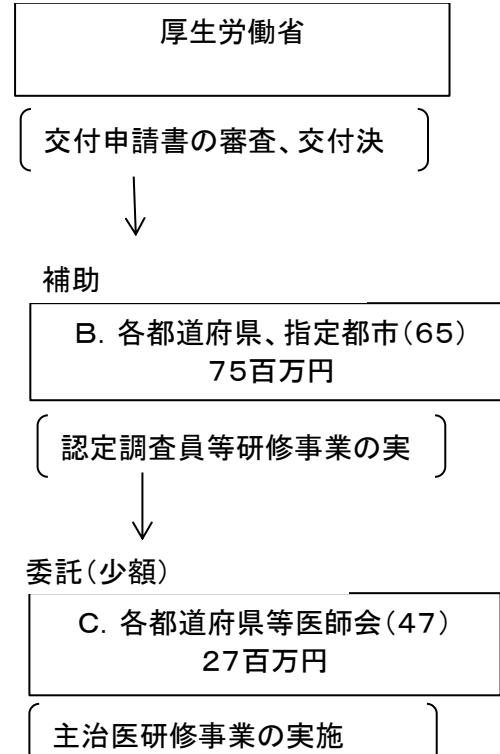 厚生労働省
交付申請書の審査、交付決
補助
B．各都道府県、指定都市（65）
75百万円
認定調査員等研修事業の実
委託（少額）
C．各都道府県等医師会（47）
27百万円
主治医研修事業の実施